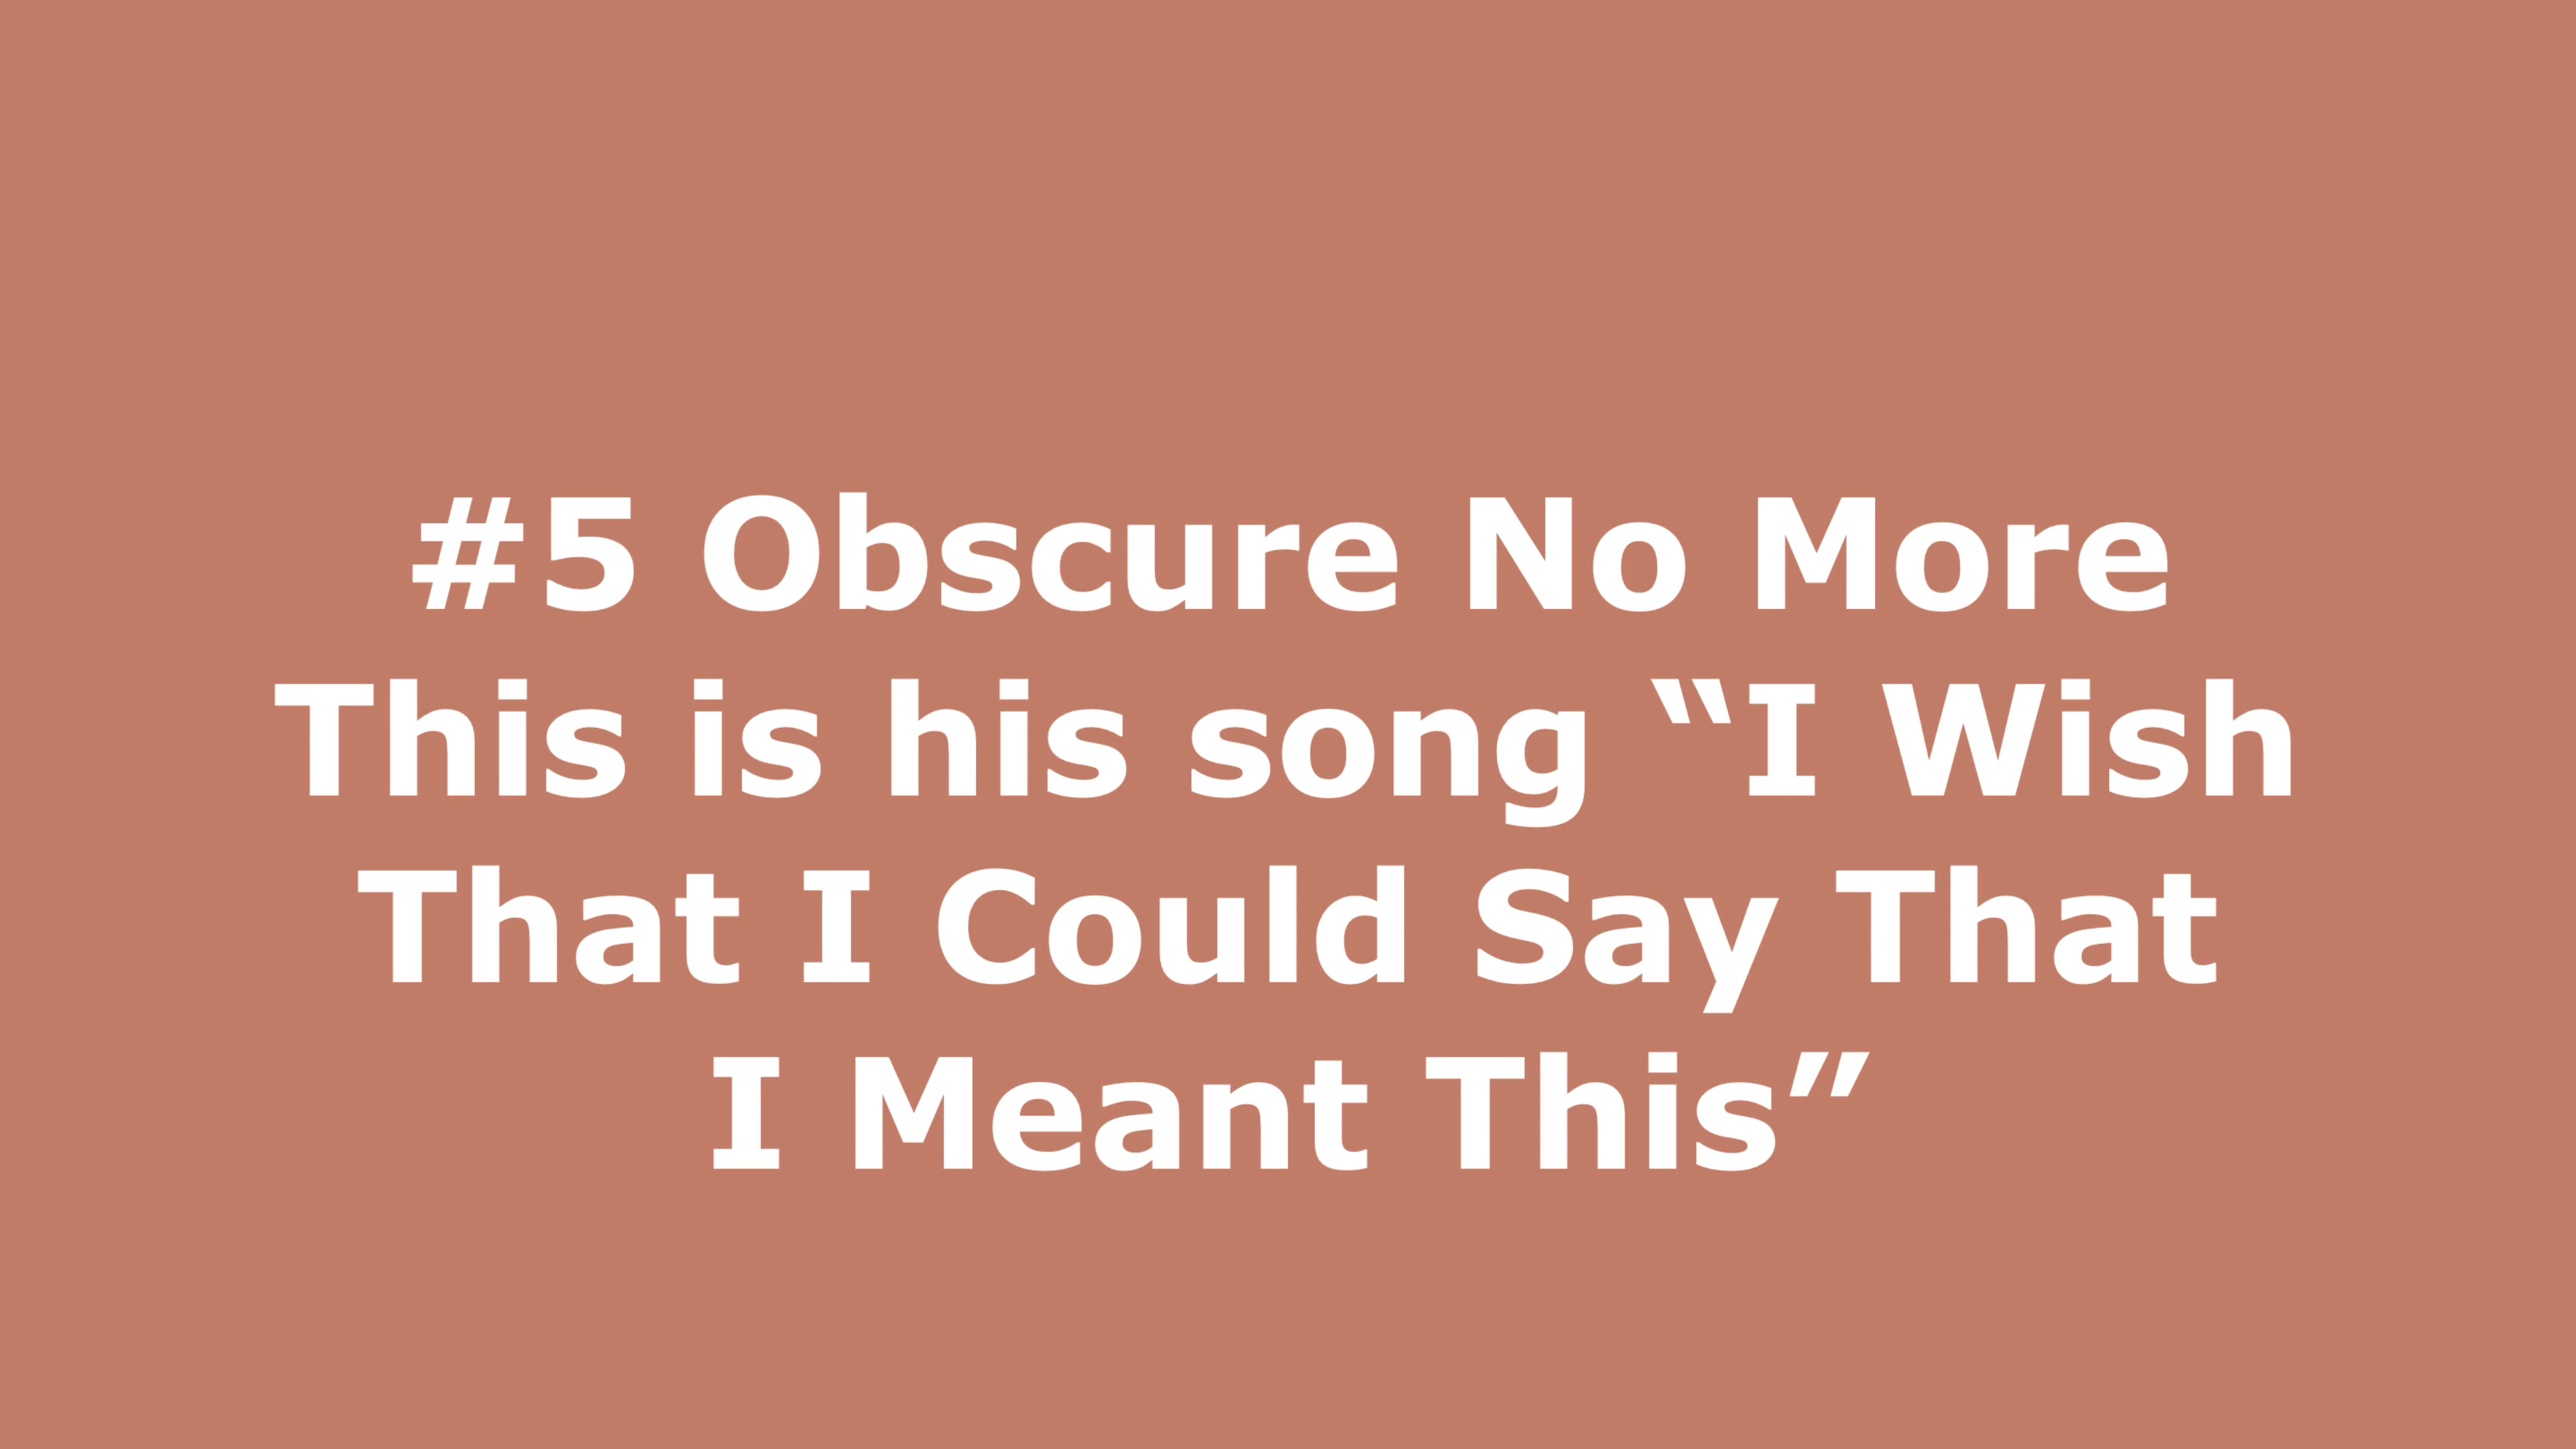 #5 Obscure No More
This is his song “I Wish
That I Could Say That
I Meant This”